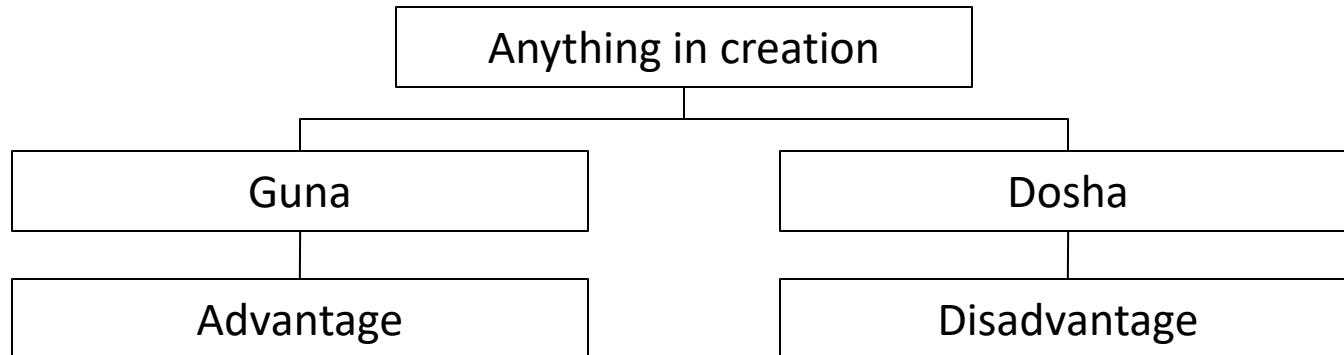 Anything in creation
Guna
Dosha
Advantage
Disadvantage